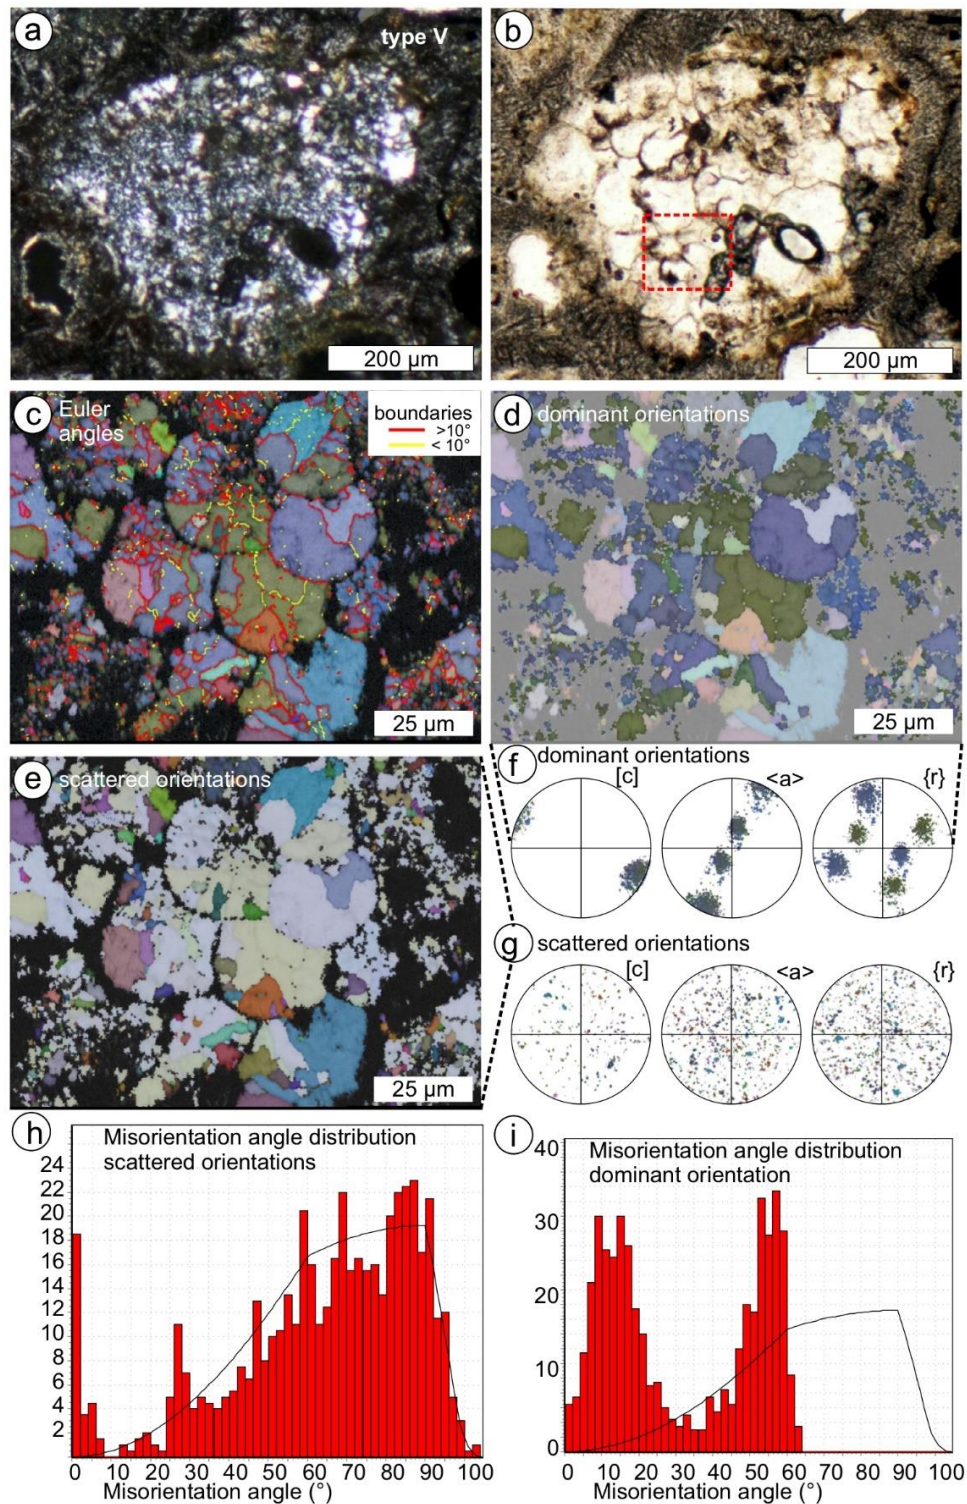 a
type V
200 µm
b
200 µm
c
Euler
angles
boundaries
>10°
< 10°
25 µm
d
dominant orientations
25 µm
e
scattered orientations
25 µm
f
dominant orientations
[c]
<a>
{r}
g
scattered orientations
[c]
<a>
{r}
h
Misorientation angle distribution
scattered orientations
24
22
20
18
16
14
12
10
8
6
4
2
0 10 20 30 40 50 60 70 80 90 100
Misorientation angle (°)
i
Misorientation angle distribution
dominant orientation
40
30
20
10
0
0 10 20 30 40 50 60 70 80 90 100
Misorientation angle (°)